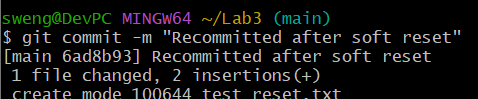 sweng@DevPC MINGW64 ~/Lab3 (main)
$ git commit -m "Recommitted after soft reset"
[main 6ad8b93] Recommitted after soft reset
 1 file changed, 2 insertions(+)
 create mode 100644 test_reset.txt